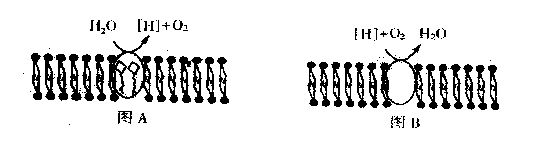 H₂O [H]+O₂
图 A
[H]+O₂ H₂O
图 B